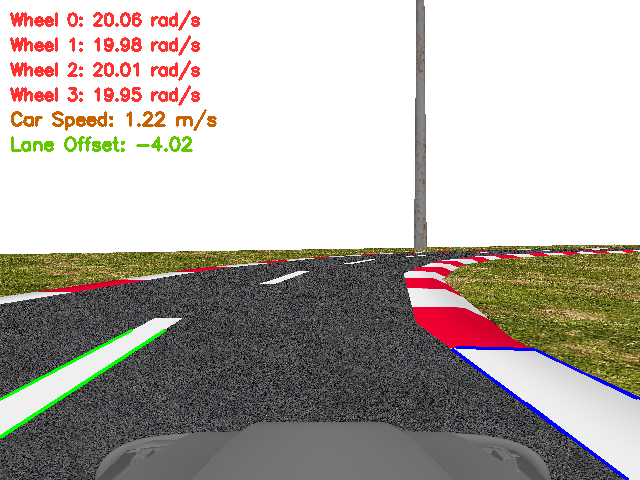 Wheel 0: 20.06 rad/s
Wheel 1: 19.98 rad/s
Wheel 2: 20.01 rad/s
Wheel 3: 19.95 rad/s
Car Speed: 1.22 m/s
Lane Offset: -4.02